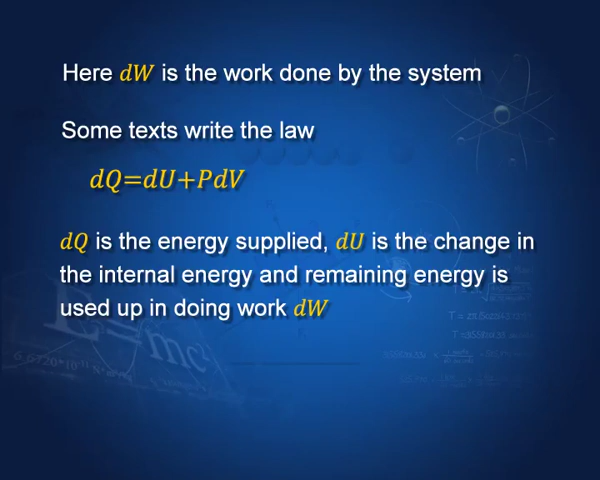 Here dW is the work done by the system
Some texts write the law
dQ=dU+PdV
dQ is the energy supplied, dU is the change in
the internal energy and remaining energy is
used up in doing work dW
E=mc²